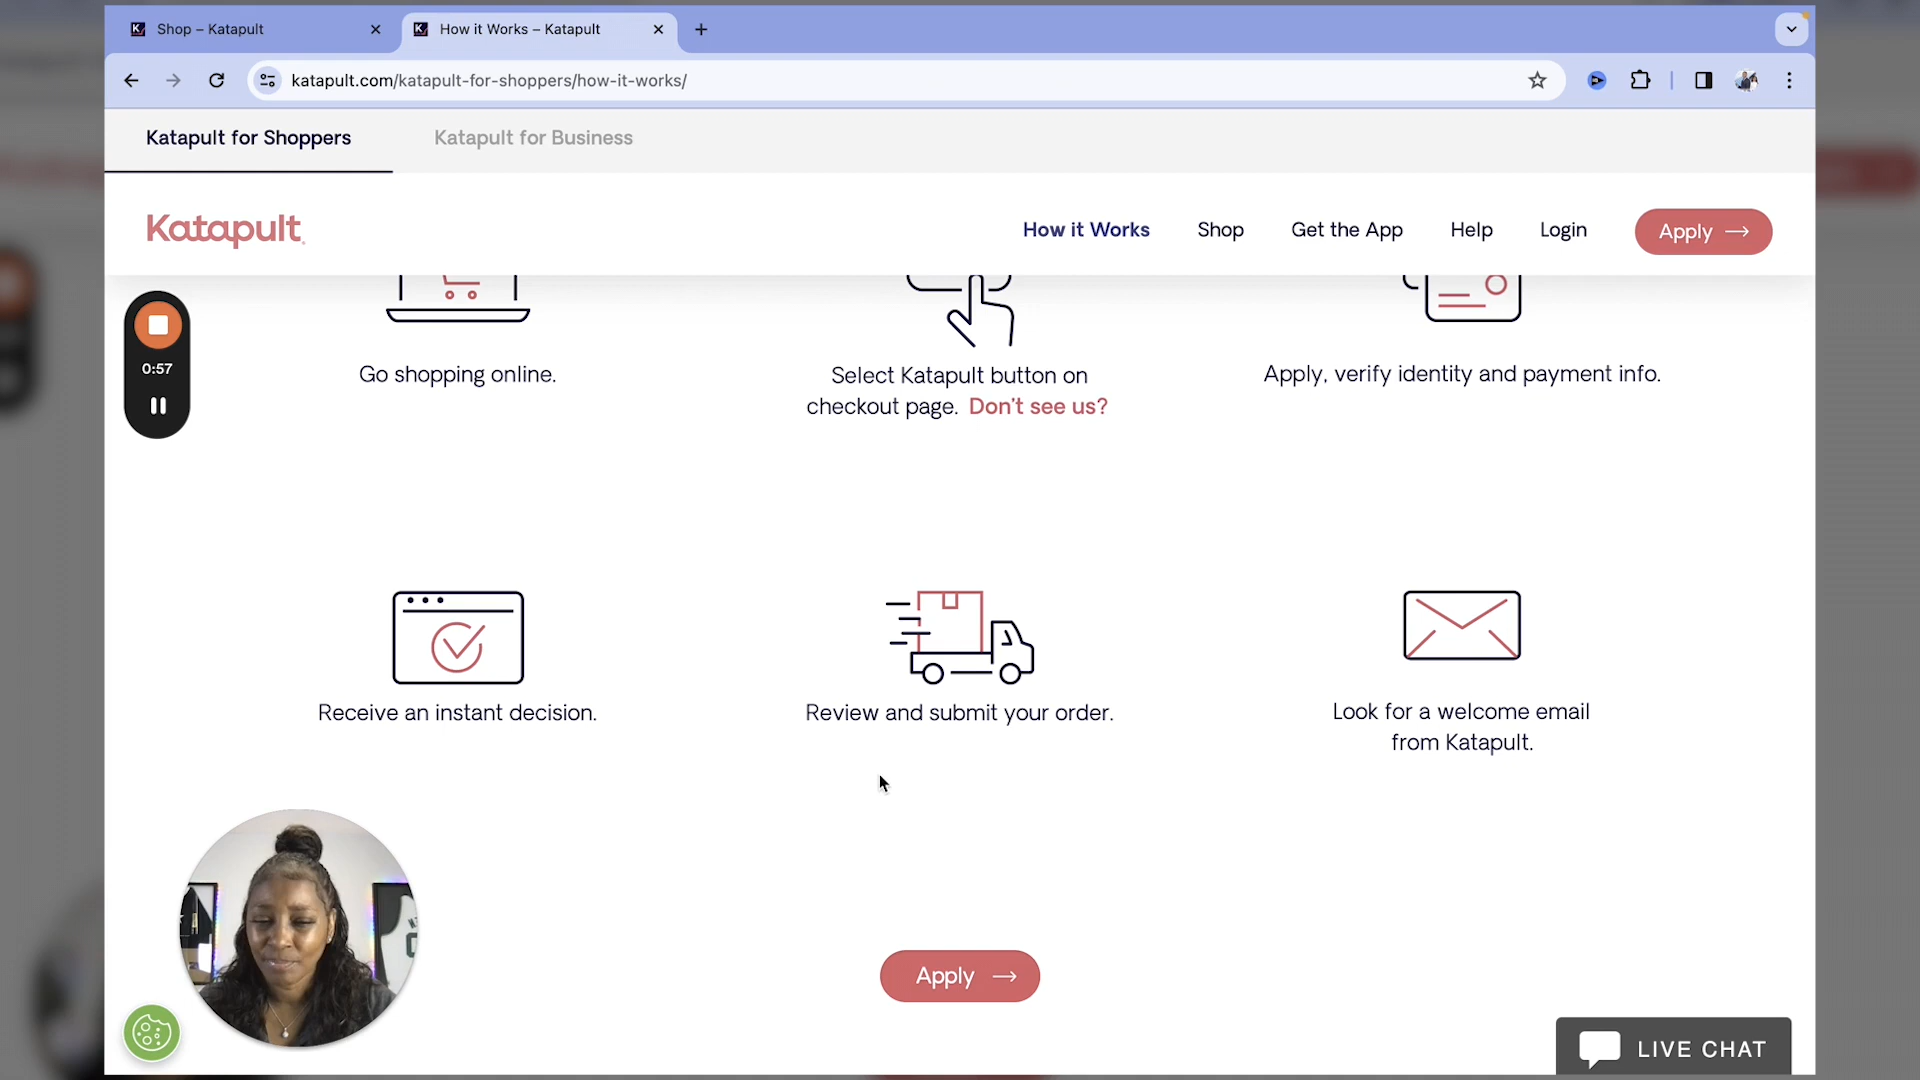 Shop – Katapult
How it Works – Katapult
katapult.com/katapult-for-shoppers/how-it-works/
Katapult for Shoppers
Katapult for Business
Katapult
How it Works
Shop
Get the App
Help
Login
Apply
0:57
Go shopping online.
Select Katapult button on
checkout page. Don't see us?
Apply, verify identity and payment info.
Receive an instant decision.
Review and submit your order.
Look for a welcome email
from Katapult.
Apply
LIVE CHAT